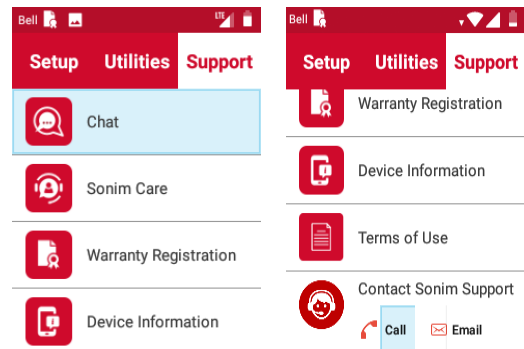 Bell LTE
Setup Utilities Support
Chat
Sonim Care
Warranty Registration
Device Information
Bell
Setup Utilities Support
Warranty Registration
Device Information
Terms of Use
Contact Sonim Support
Call Email